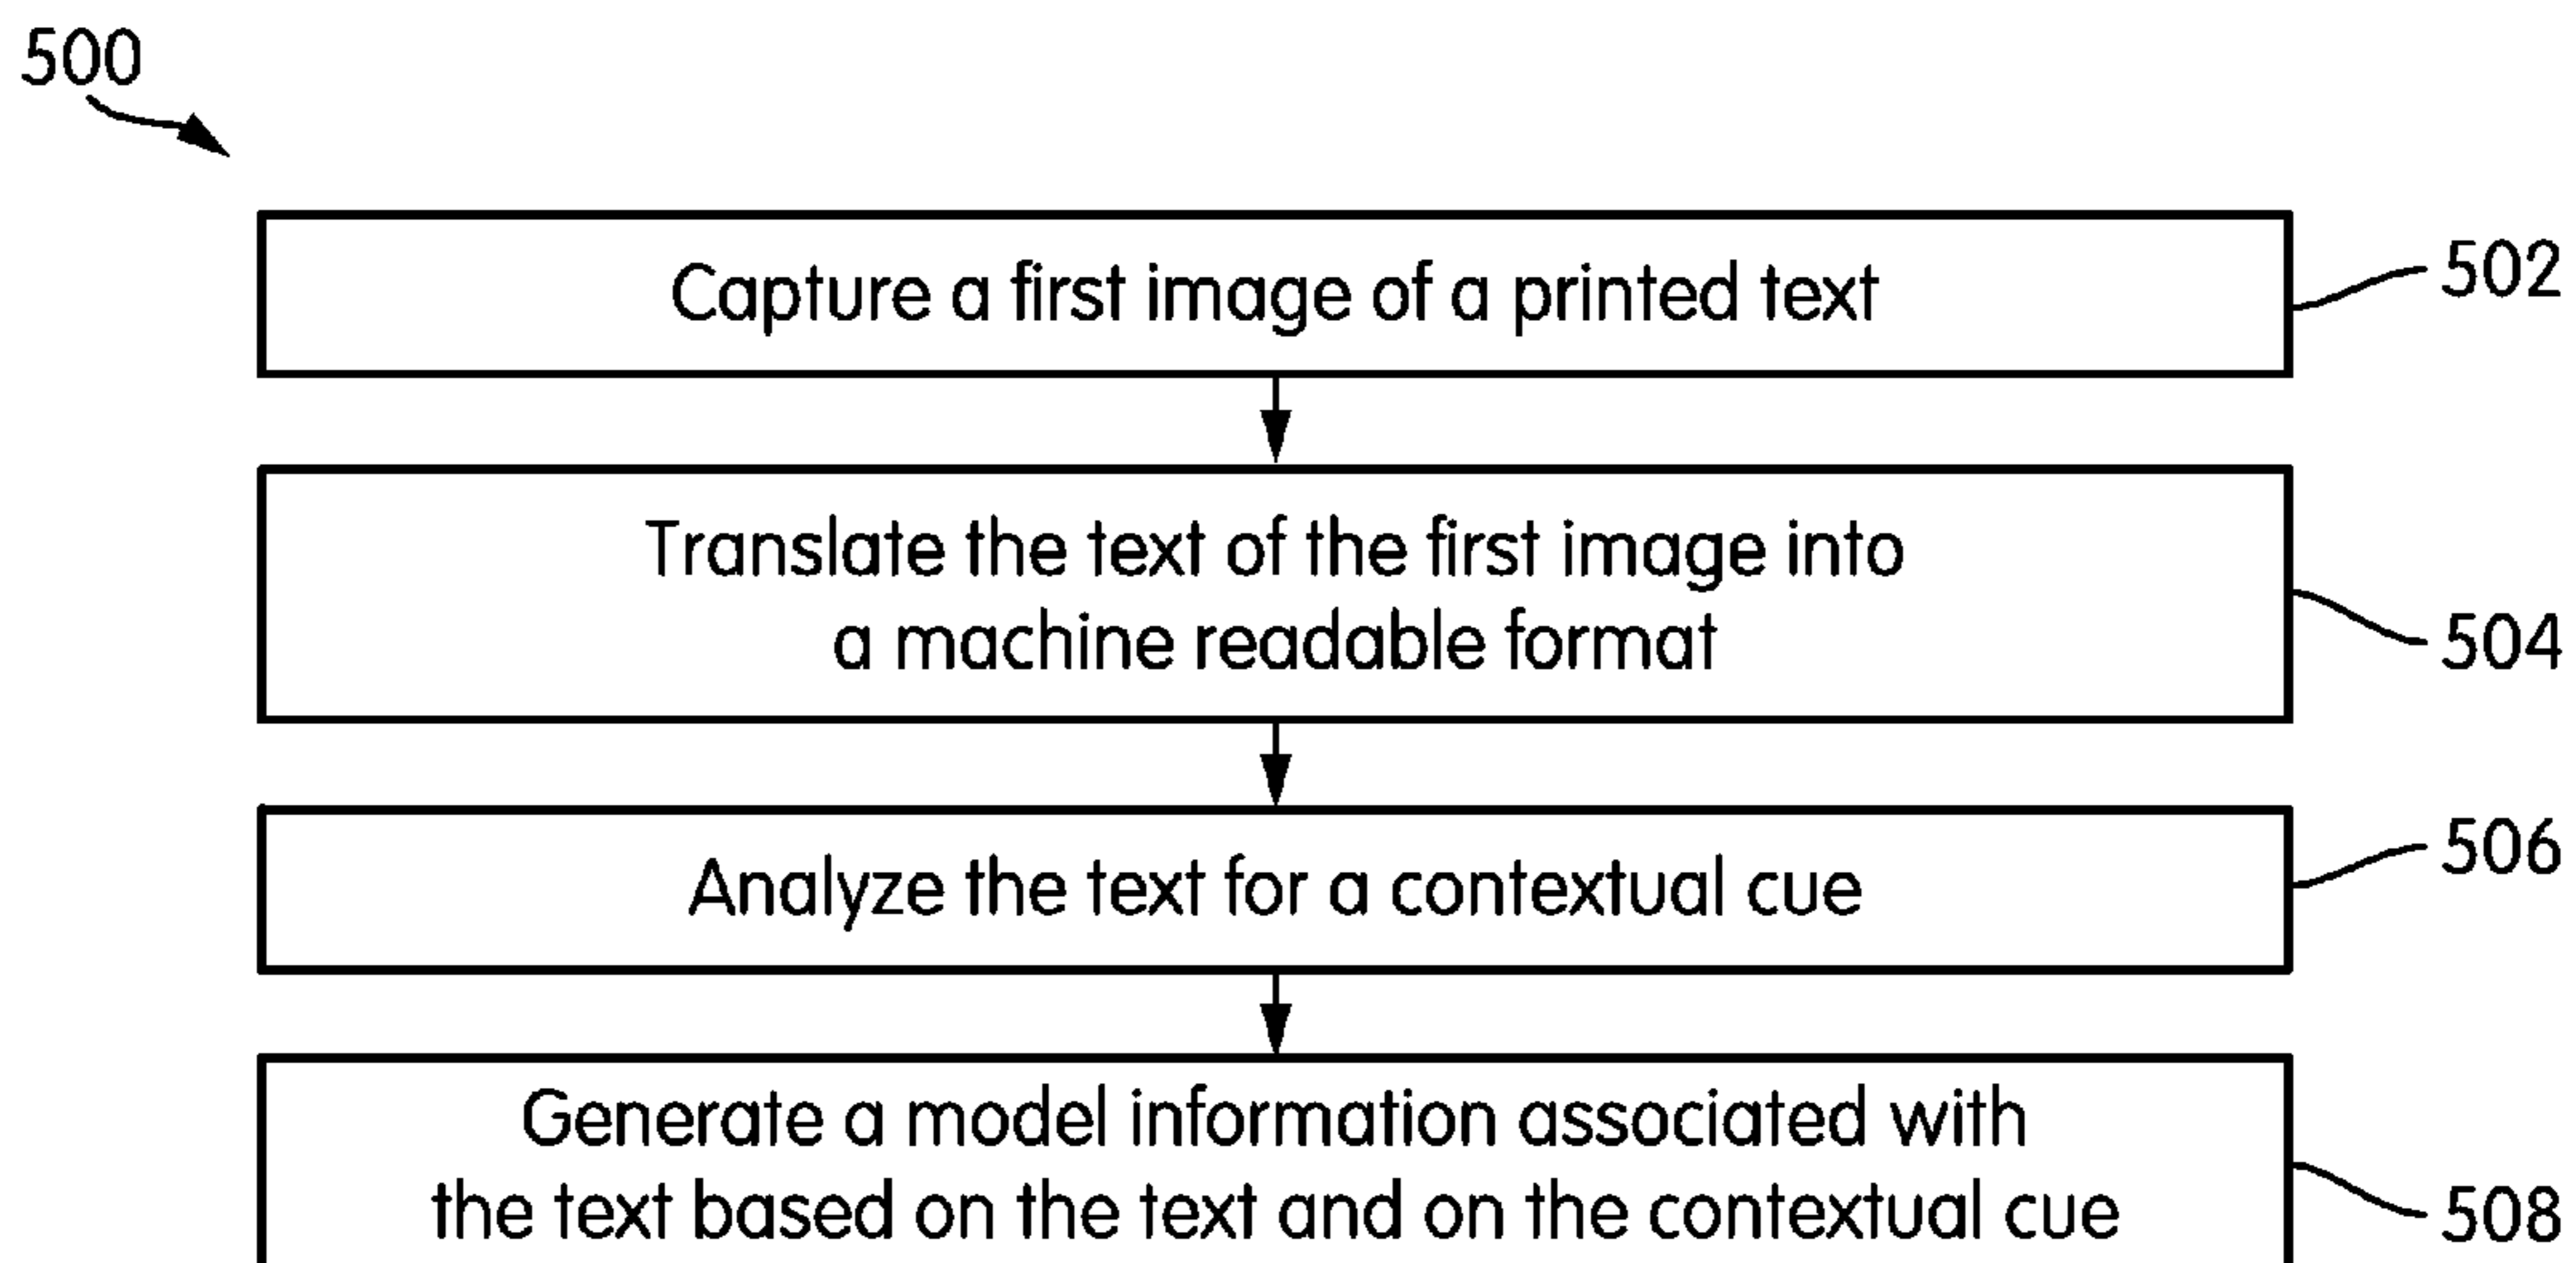 500
Capture a first image of a printed text
502
Translate the text of the first image into
a machine readable format
504
Analyze the text for a contextual cue
506
Generate a model information associated with
the text based on the text and on the contextual cue
508